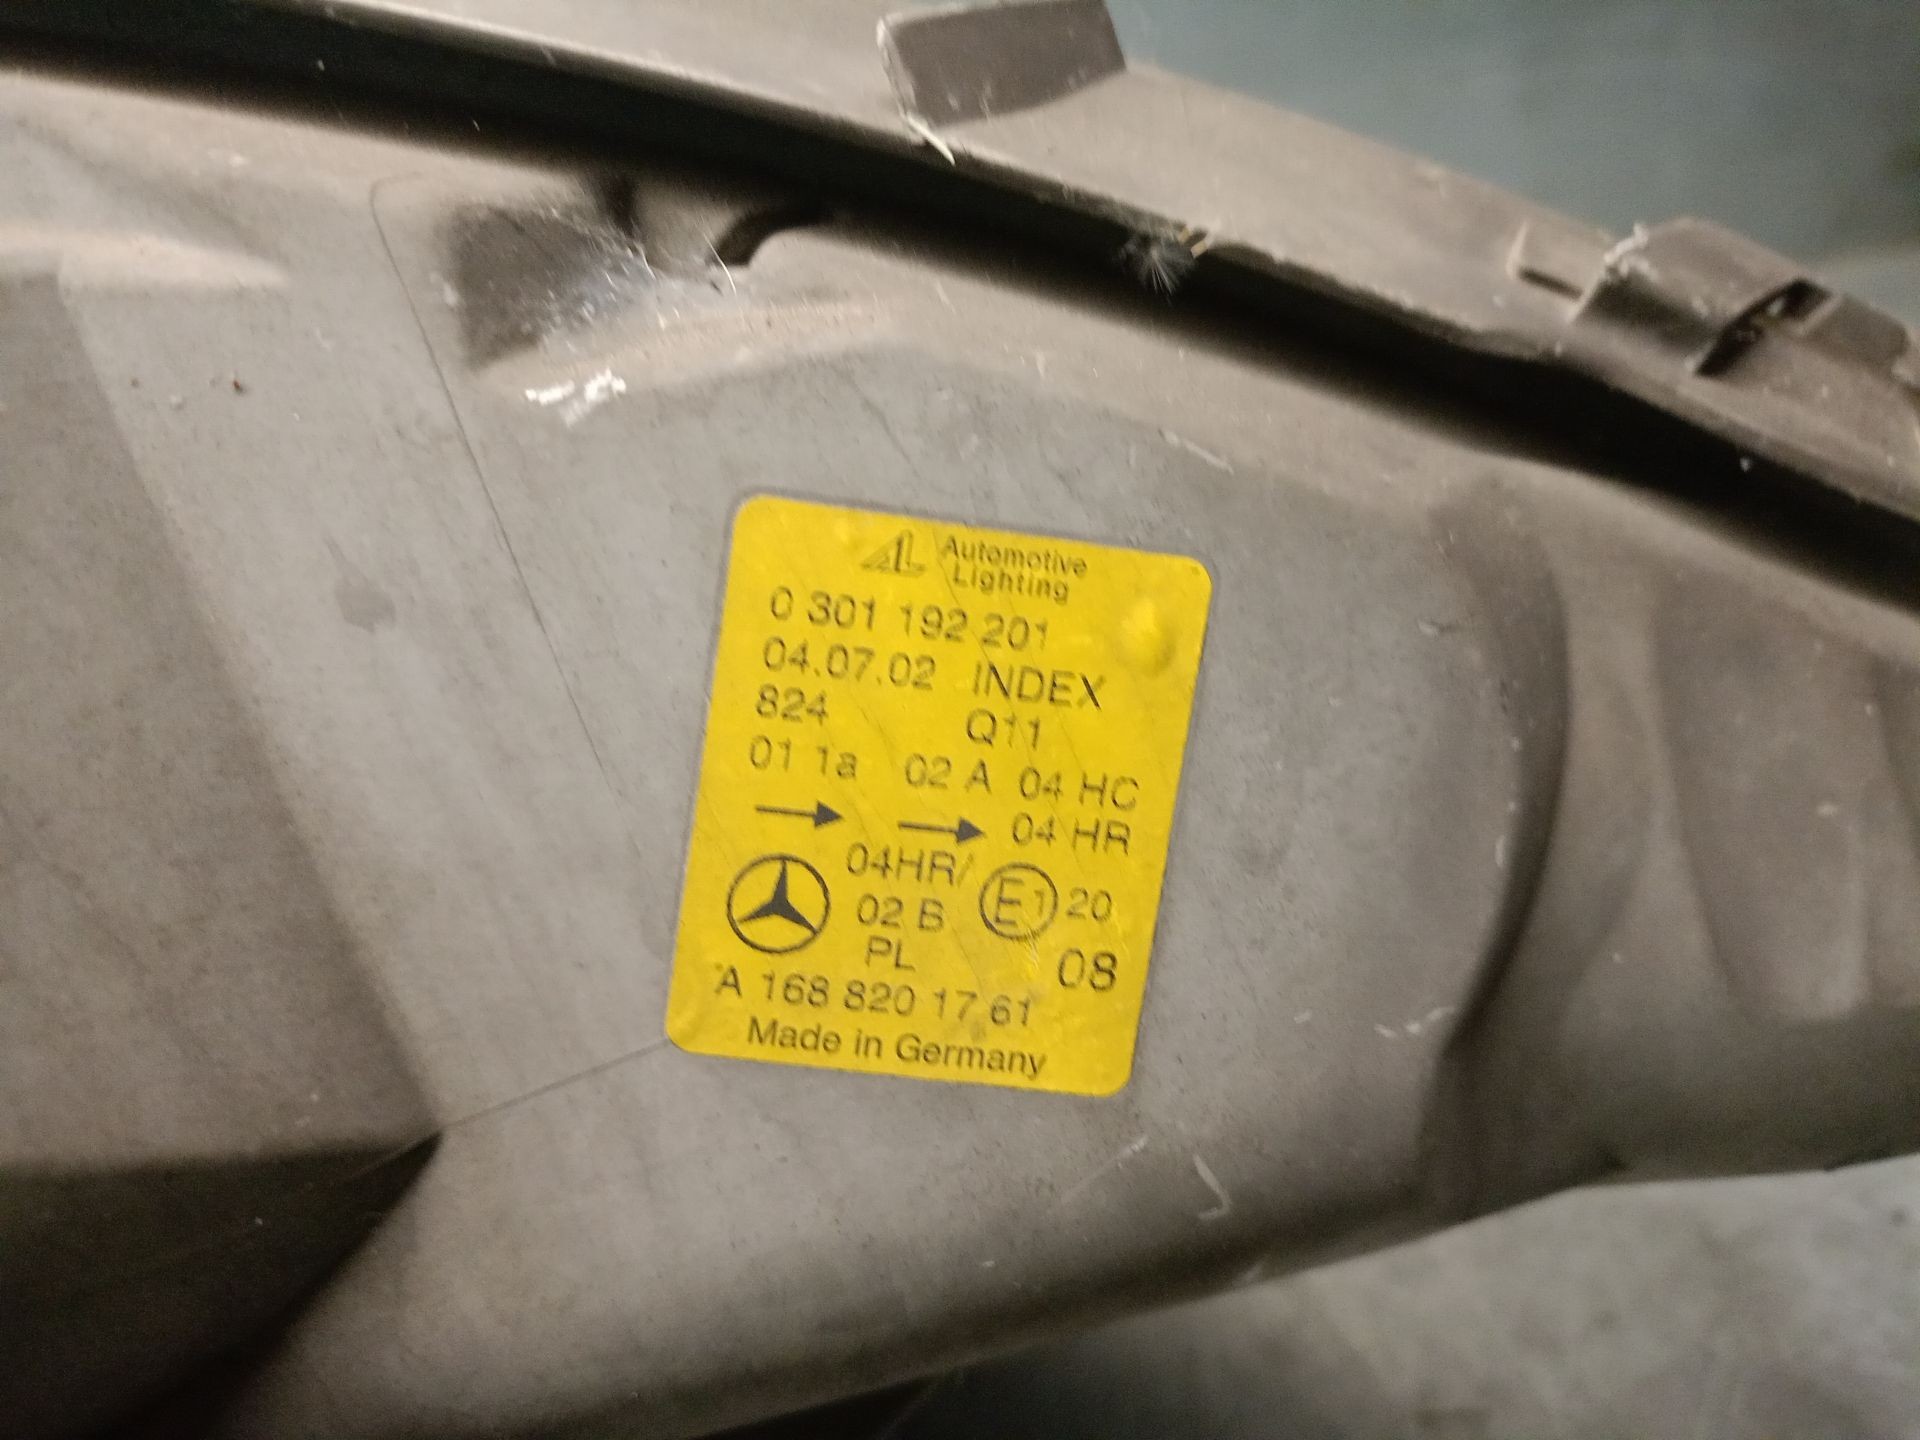 AL Automotive
Lighting
0 301 192 201
04.07.02 INDEX
824 Q11
01 1a 02 A 04 HC
04 HR
04HR/ E1 20
02 B
PL 08
A 168 820 17 61
Made in Germany